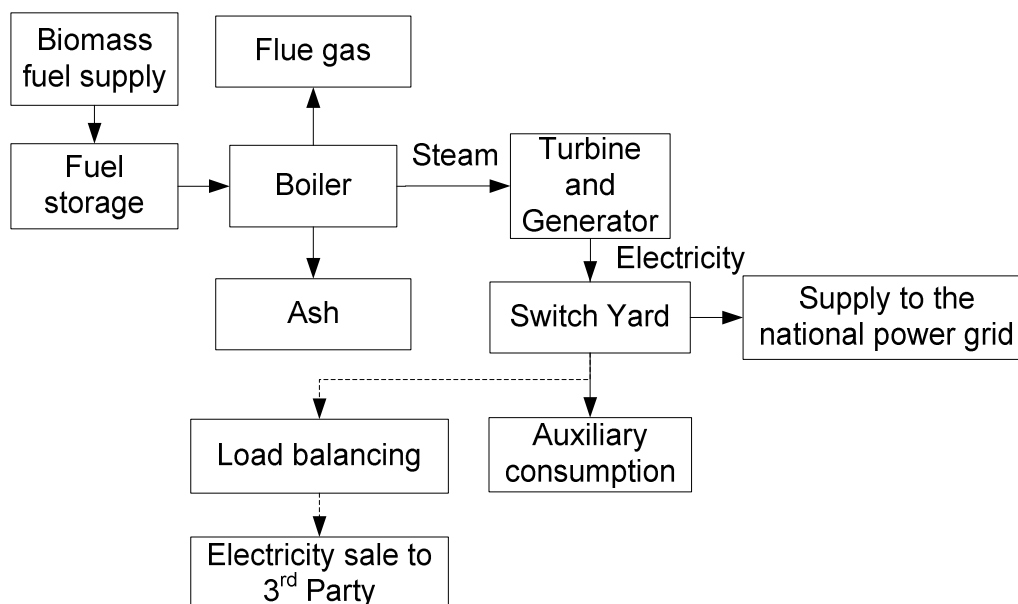 Biomass
fuel supply
Flue gas
Fuel
storage
Boiler
Steam
Turbine
and
Generator
Electricity
Ash
Switch Yard
Supply to the
national power grid
Load balancing
Auxiliary
consumption
Electricity sale to
3rd Party